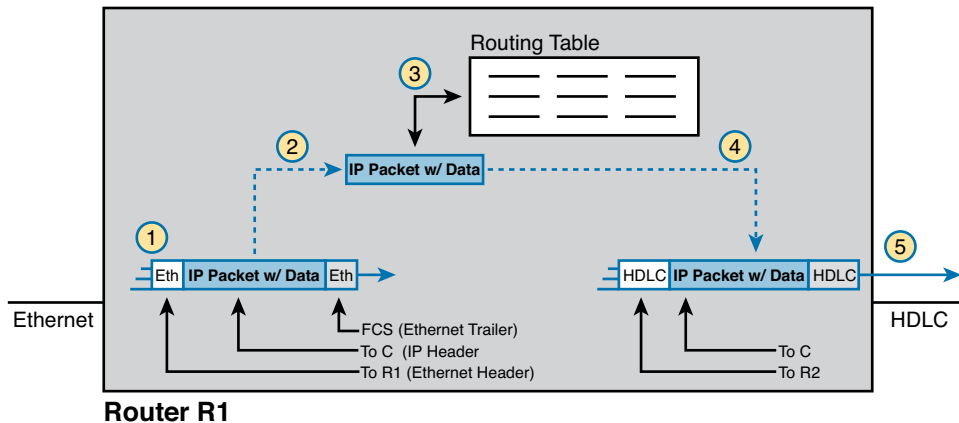 Routing Table
3
2
4
IP Packet w/ Data
1
5
Eth IP Packet w/ Data Eth
HDLC IP Packet w/ Data HDLC
Ethernet
HDLC
FCS (Ethernet Trailer)
To C (IP Header
To R1 (Ethernet Header)
To C
To R2
Router R1